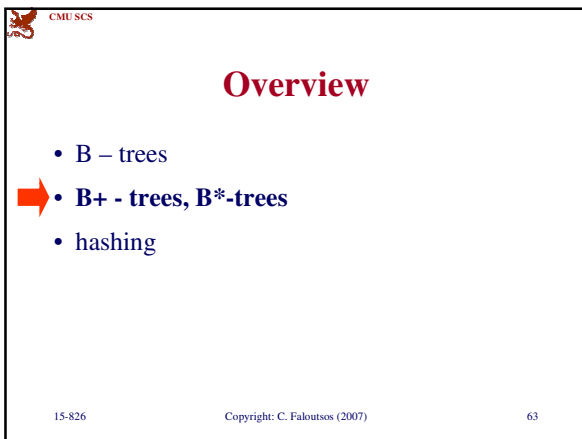 CMU SCS
Overview
• B – trees
• B+ - trees, B*-trees
• hashing
15-826 Copyright: C. Faloutsos (2007) 63